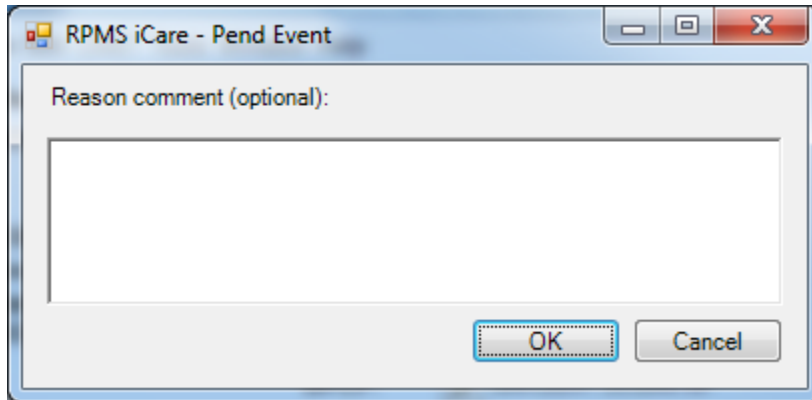 RPMS iCare - Pend Event
Reason comment (optional):
OK
Cancel